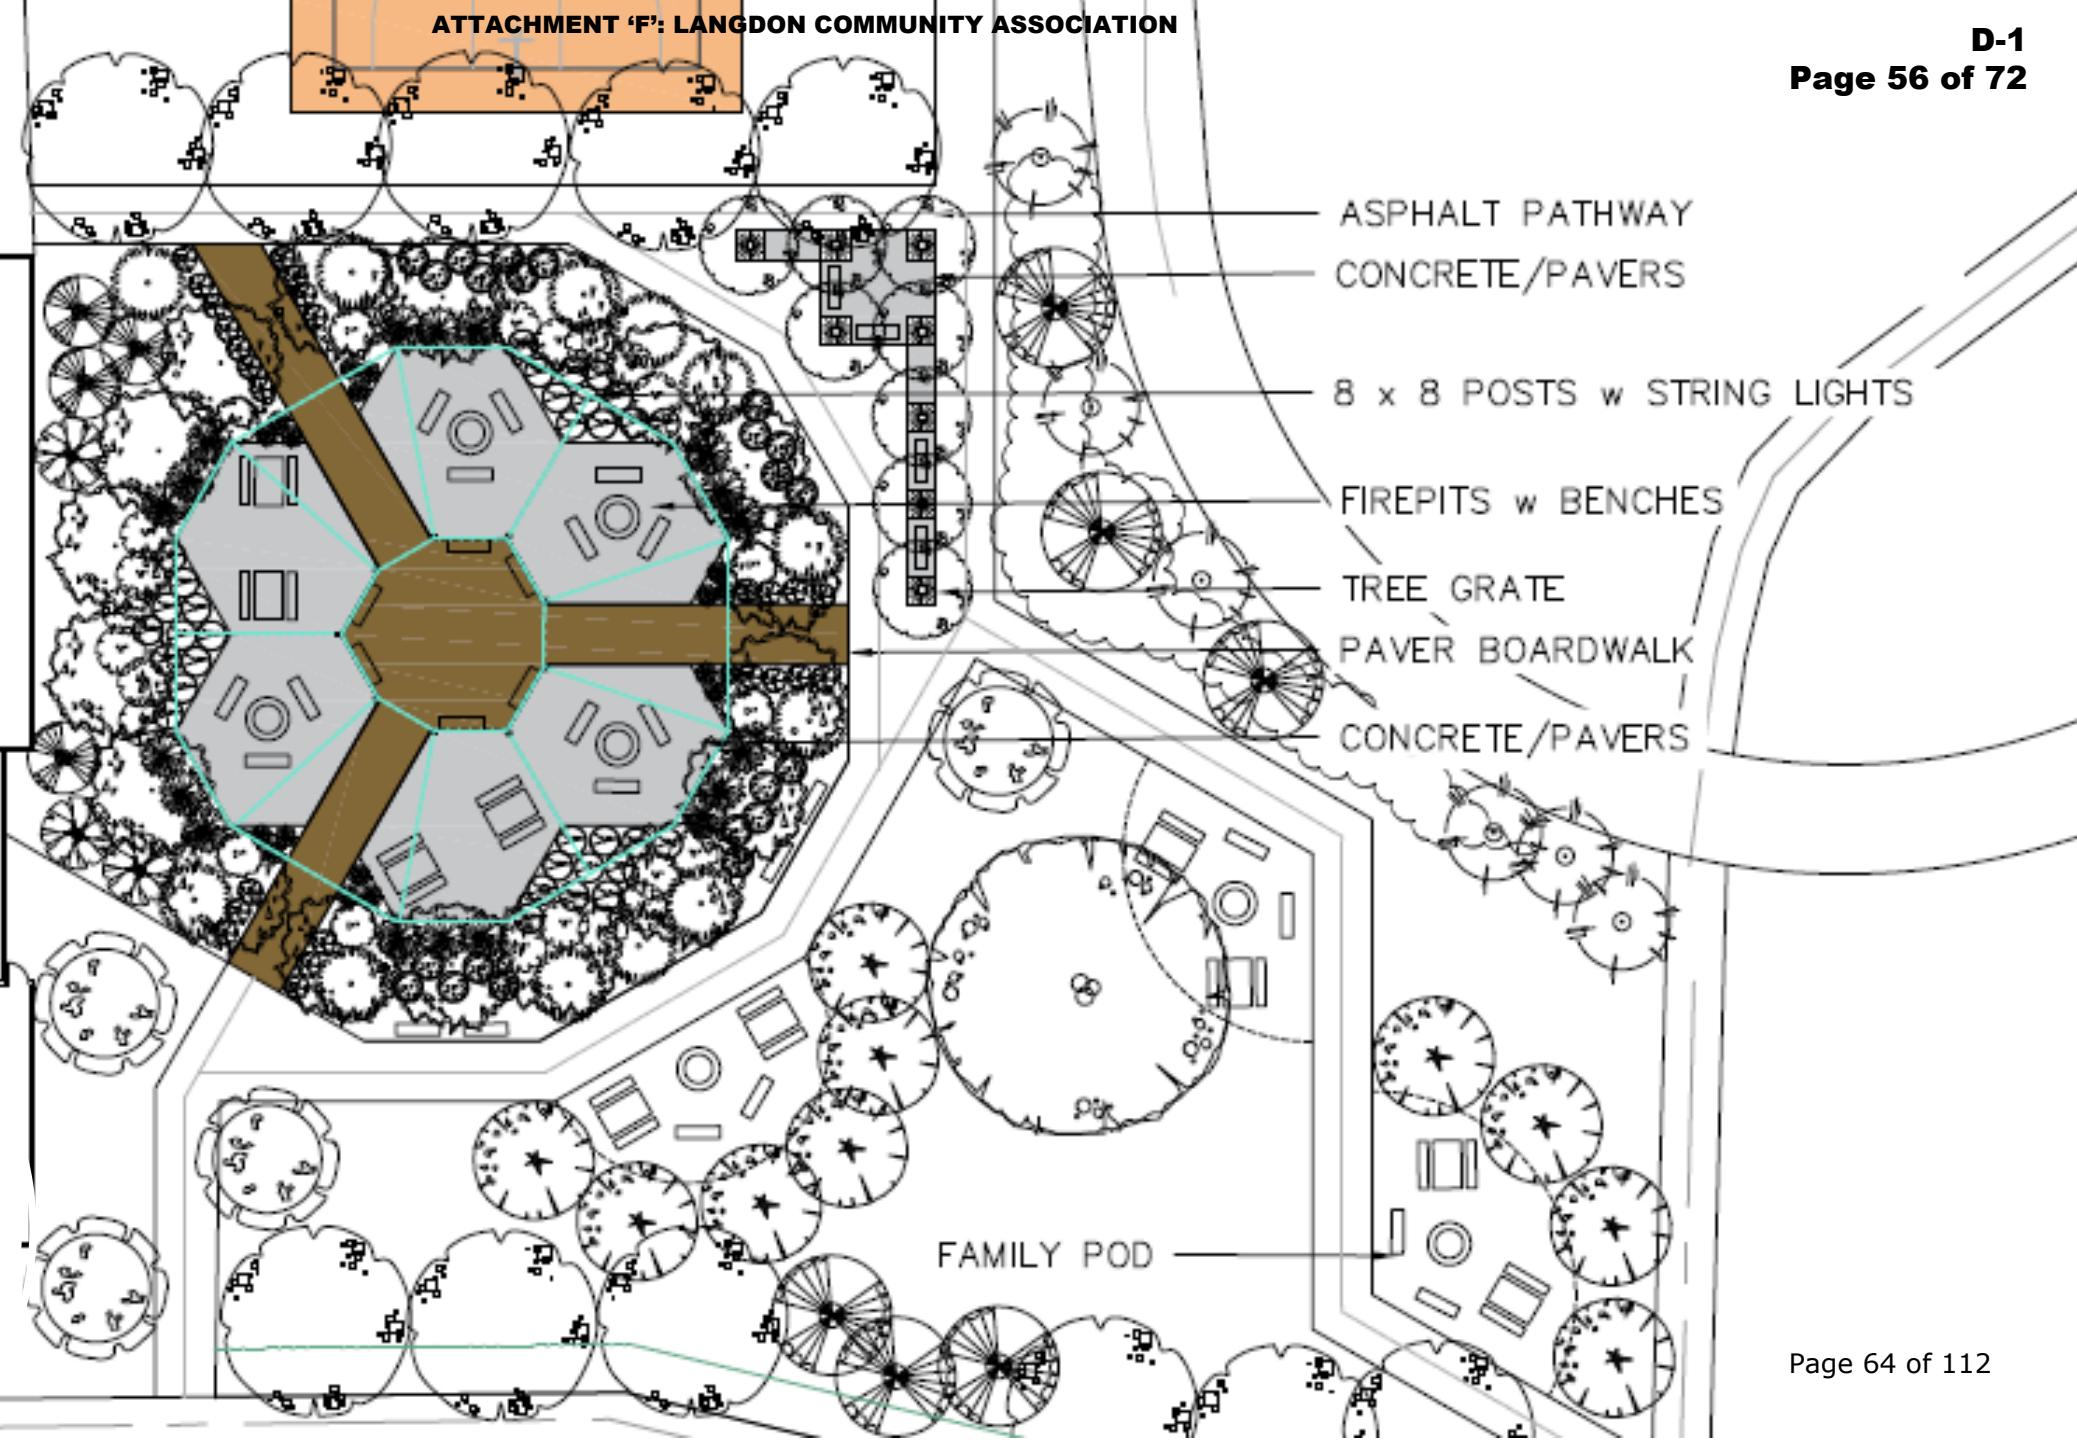 ATTACHMENT ‘F’: LANGDON COMMUNITY ASSOCIATION
D-1
Page 56 of 72
ASPHALT PATHWAY
CONCRETE/PAVERS
8 x 8 POSTS w STRING LIGHTS
FIREPITS w BENCHES
TREE GRATE
PAVER BOARDWALK
CONCRETE/PAVERS
FAMILY POD
Page 64 of 112